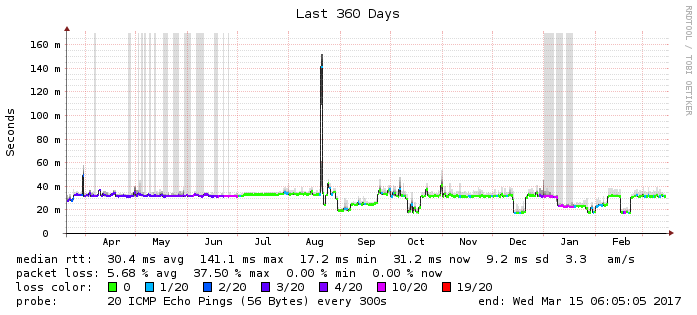 Last 360 Days
RRDTOOL / TOBI OETIKER
Seconds
160 m
140 m
120 m
100 m
80 m
60 m
40 m
20 m
0
Apr May Jun Jul Aug Sep Oct Nov Dec Jan Feb
median rtt: 30.4 ms avg 141.1 ms max 17.2 ms min 31.2 ms now 9.2 ms sd 3.3 am/s
packet loss: 5.68 % avg 37.50 % max 0.00 % min 0.00 % now
loss color: 0 1/20 2/20 3/20 4/20 10/20 19/20
probe: 20 ICMP Echo Pings (56 Bytes) every 300s end: Wed Mar 15 06:05:05 2017